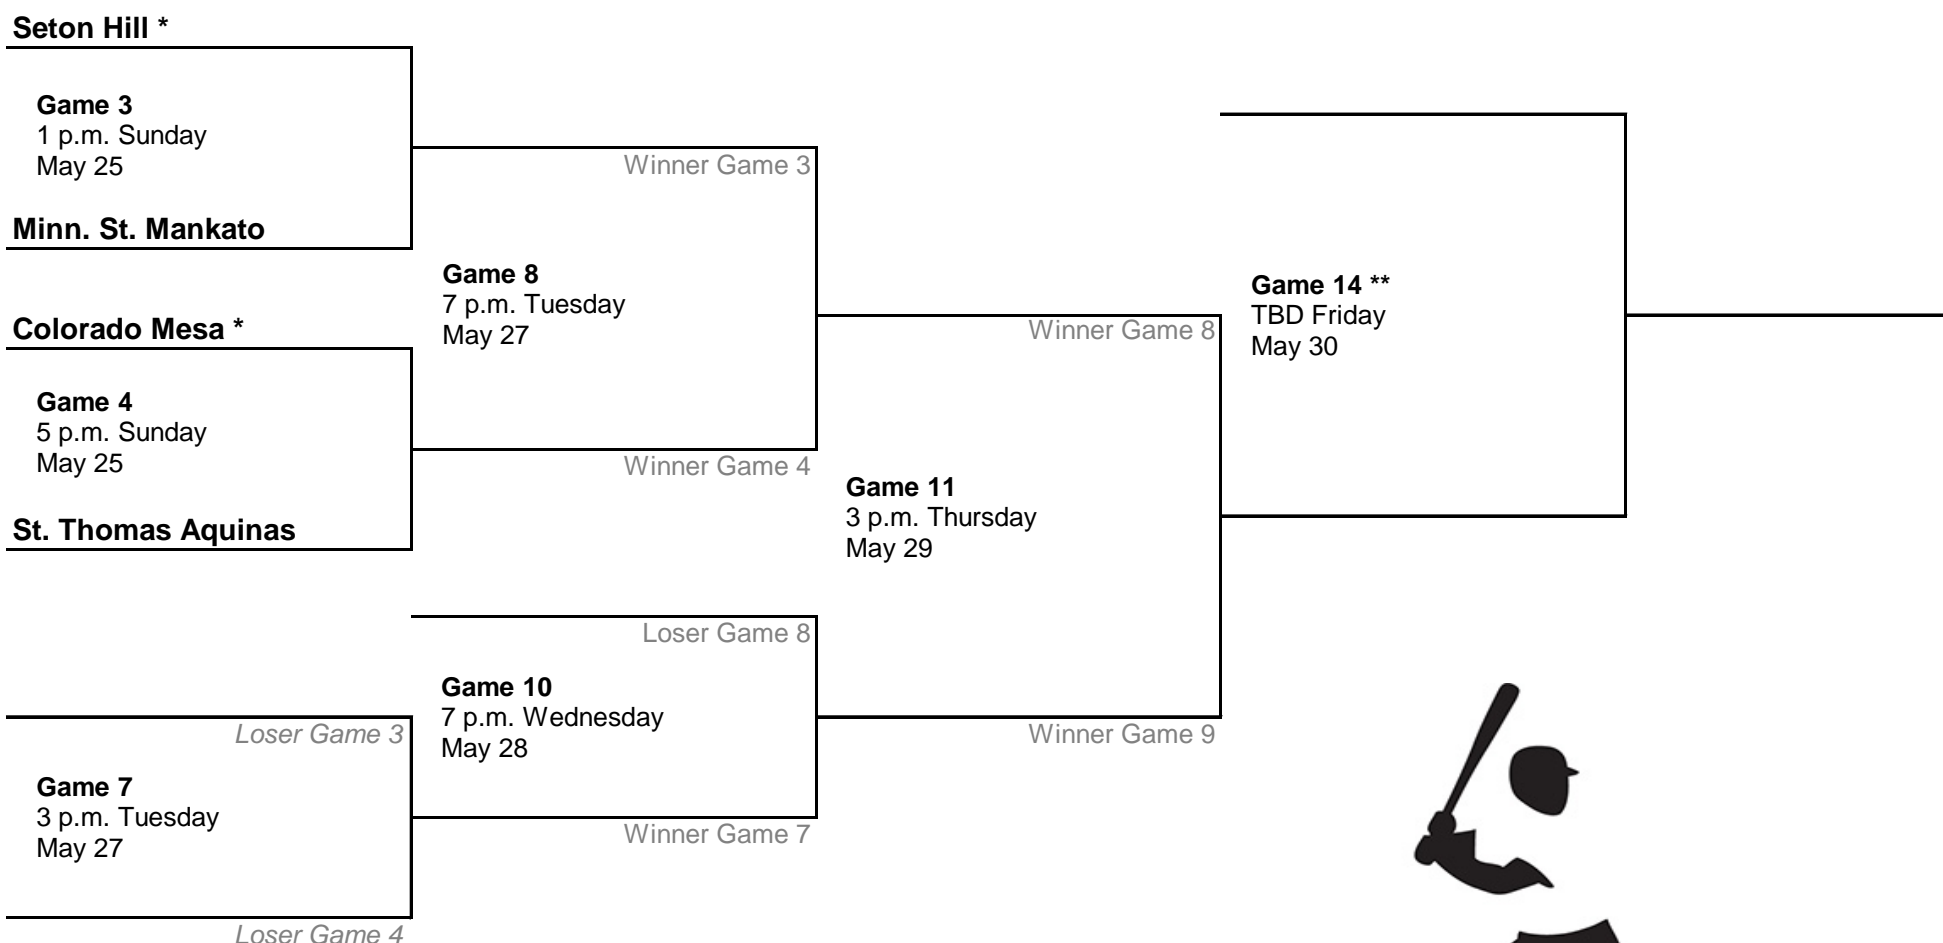 Seton Hill *
Game 3
1 p.m. Sunday
May 25
Winner Game 3
Minn. St. Mankato
Game 8
7 p.m. Tuesday
May 27
Game 14 **
TBD Friday
May 30
Colorado Mesa *
Winner Game 8
Game 4
5 p.m. Sunday
May 25
Winner Game 4
Game 11
3 p.m. Thursday
May 29
St. Thomas Aquinas
Loser Game 8
Game 10
7 p.m. Wednesday
May 28
Loser Game 3
Winner Game 9
Game 7
3 p.m. Tuesday
May 27
Winner Game 7
Loser Game 4